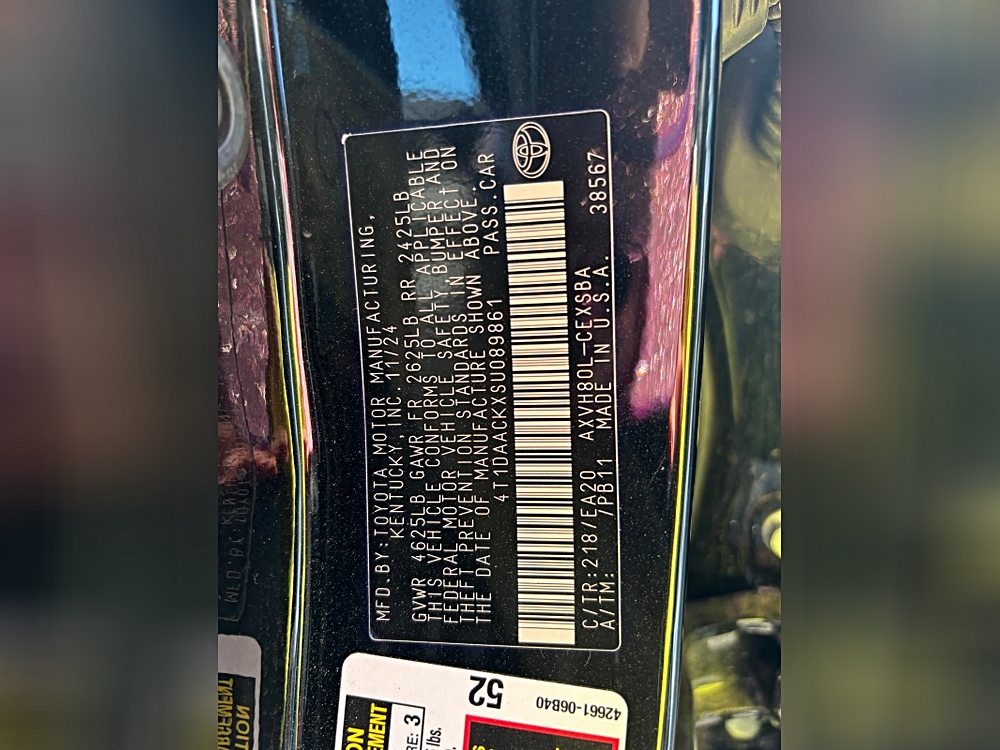 MFD.BY:TOYOTA MOTOR MANUFACTURING,
KENTUCKY, INC. 11/24
GVWR 4625LB GAWR FR 2625LB RR 2425LB
THIS VEHICLE CONFORMS TO ALL APPLICABLE
FEDERAL MOTOR VEHICLE SAFETY,BUMPER,AND
THEFT PREVENTION STANDARDS IN EFFECT ON
THE DATE OF MANUFACTURE SHOWN ABOVE.
4T1DAACKXSU089861 PASS.CAR
C/TR:218//EA20 AXVH80L-CEXSBA
A/TM: /PB11 MADE IN U.S.A. 38567
52
42661-06B40